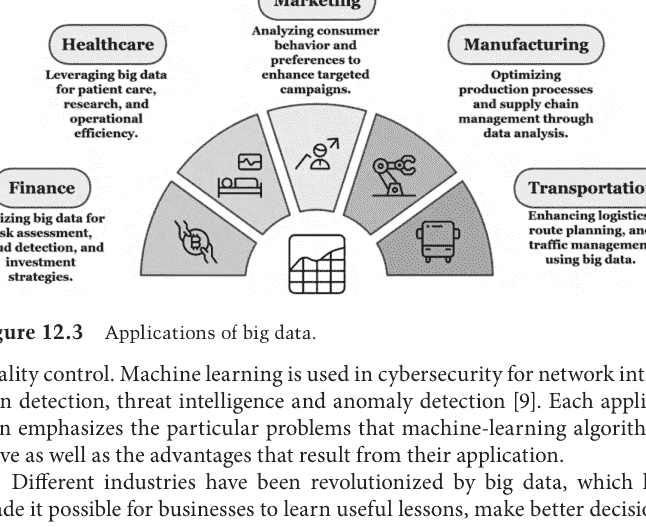 Marketing
Analyzing consumer
behavior and
preferences to
enhance targeted
campaigns.
Healthcare
Leveraging big data
for patient care,
research, and
operational
efficiency.
Manufacturing
Optimizing
production processes
and supply chain
management through
data analysis.
Finance
izing big data for
sk assessment,
ud detection, and
investment
strategies.
Transportatio
Enhancing logistics
route planning, an
traffic managemen
using big data.
gure 12.3 Applications of big data.
ality control. Machine learning is used in cybersecurity for network int
n detection, threat intelligence and anomaly detection [9]. Each appli
n emphasizes the particular problems that machine-learning algorith
ve as well as the advantages that result from their application.
Different industries have been revolutionized by big data, which h
ade it possible for businesses to learn useful lessons, make better decisio